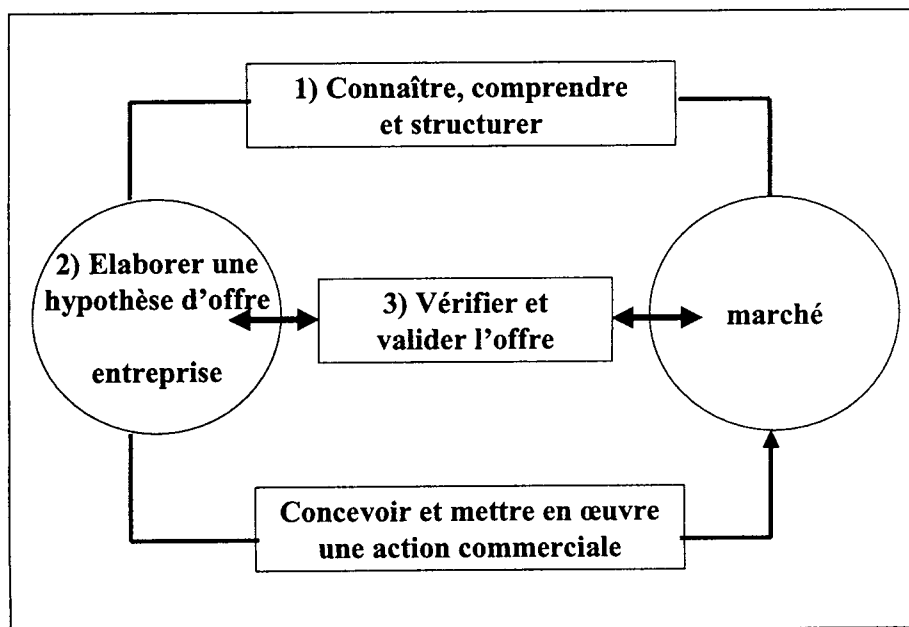 1) Connaître, comprendre
et structurer
2) Elaborer une
hypothèse d'offre
entreprise
3) Vérifier et
valider l'offre
marché
Concevoir et mettre en œuvre
une action commerciale